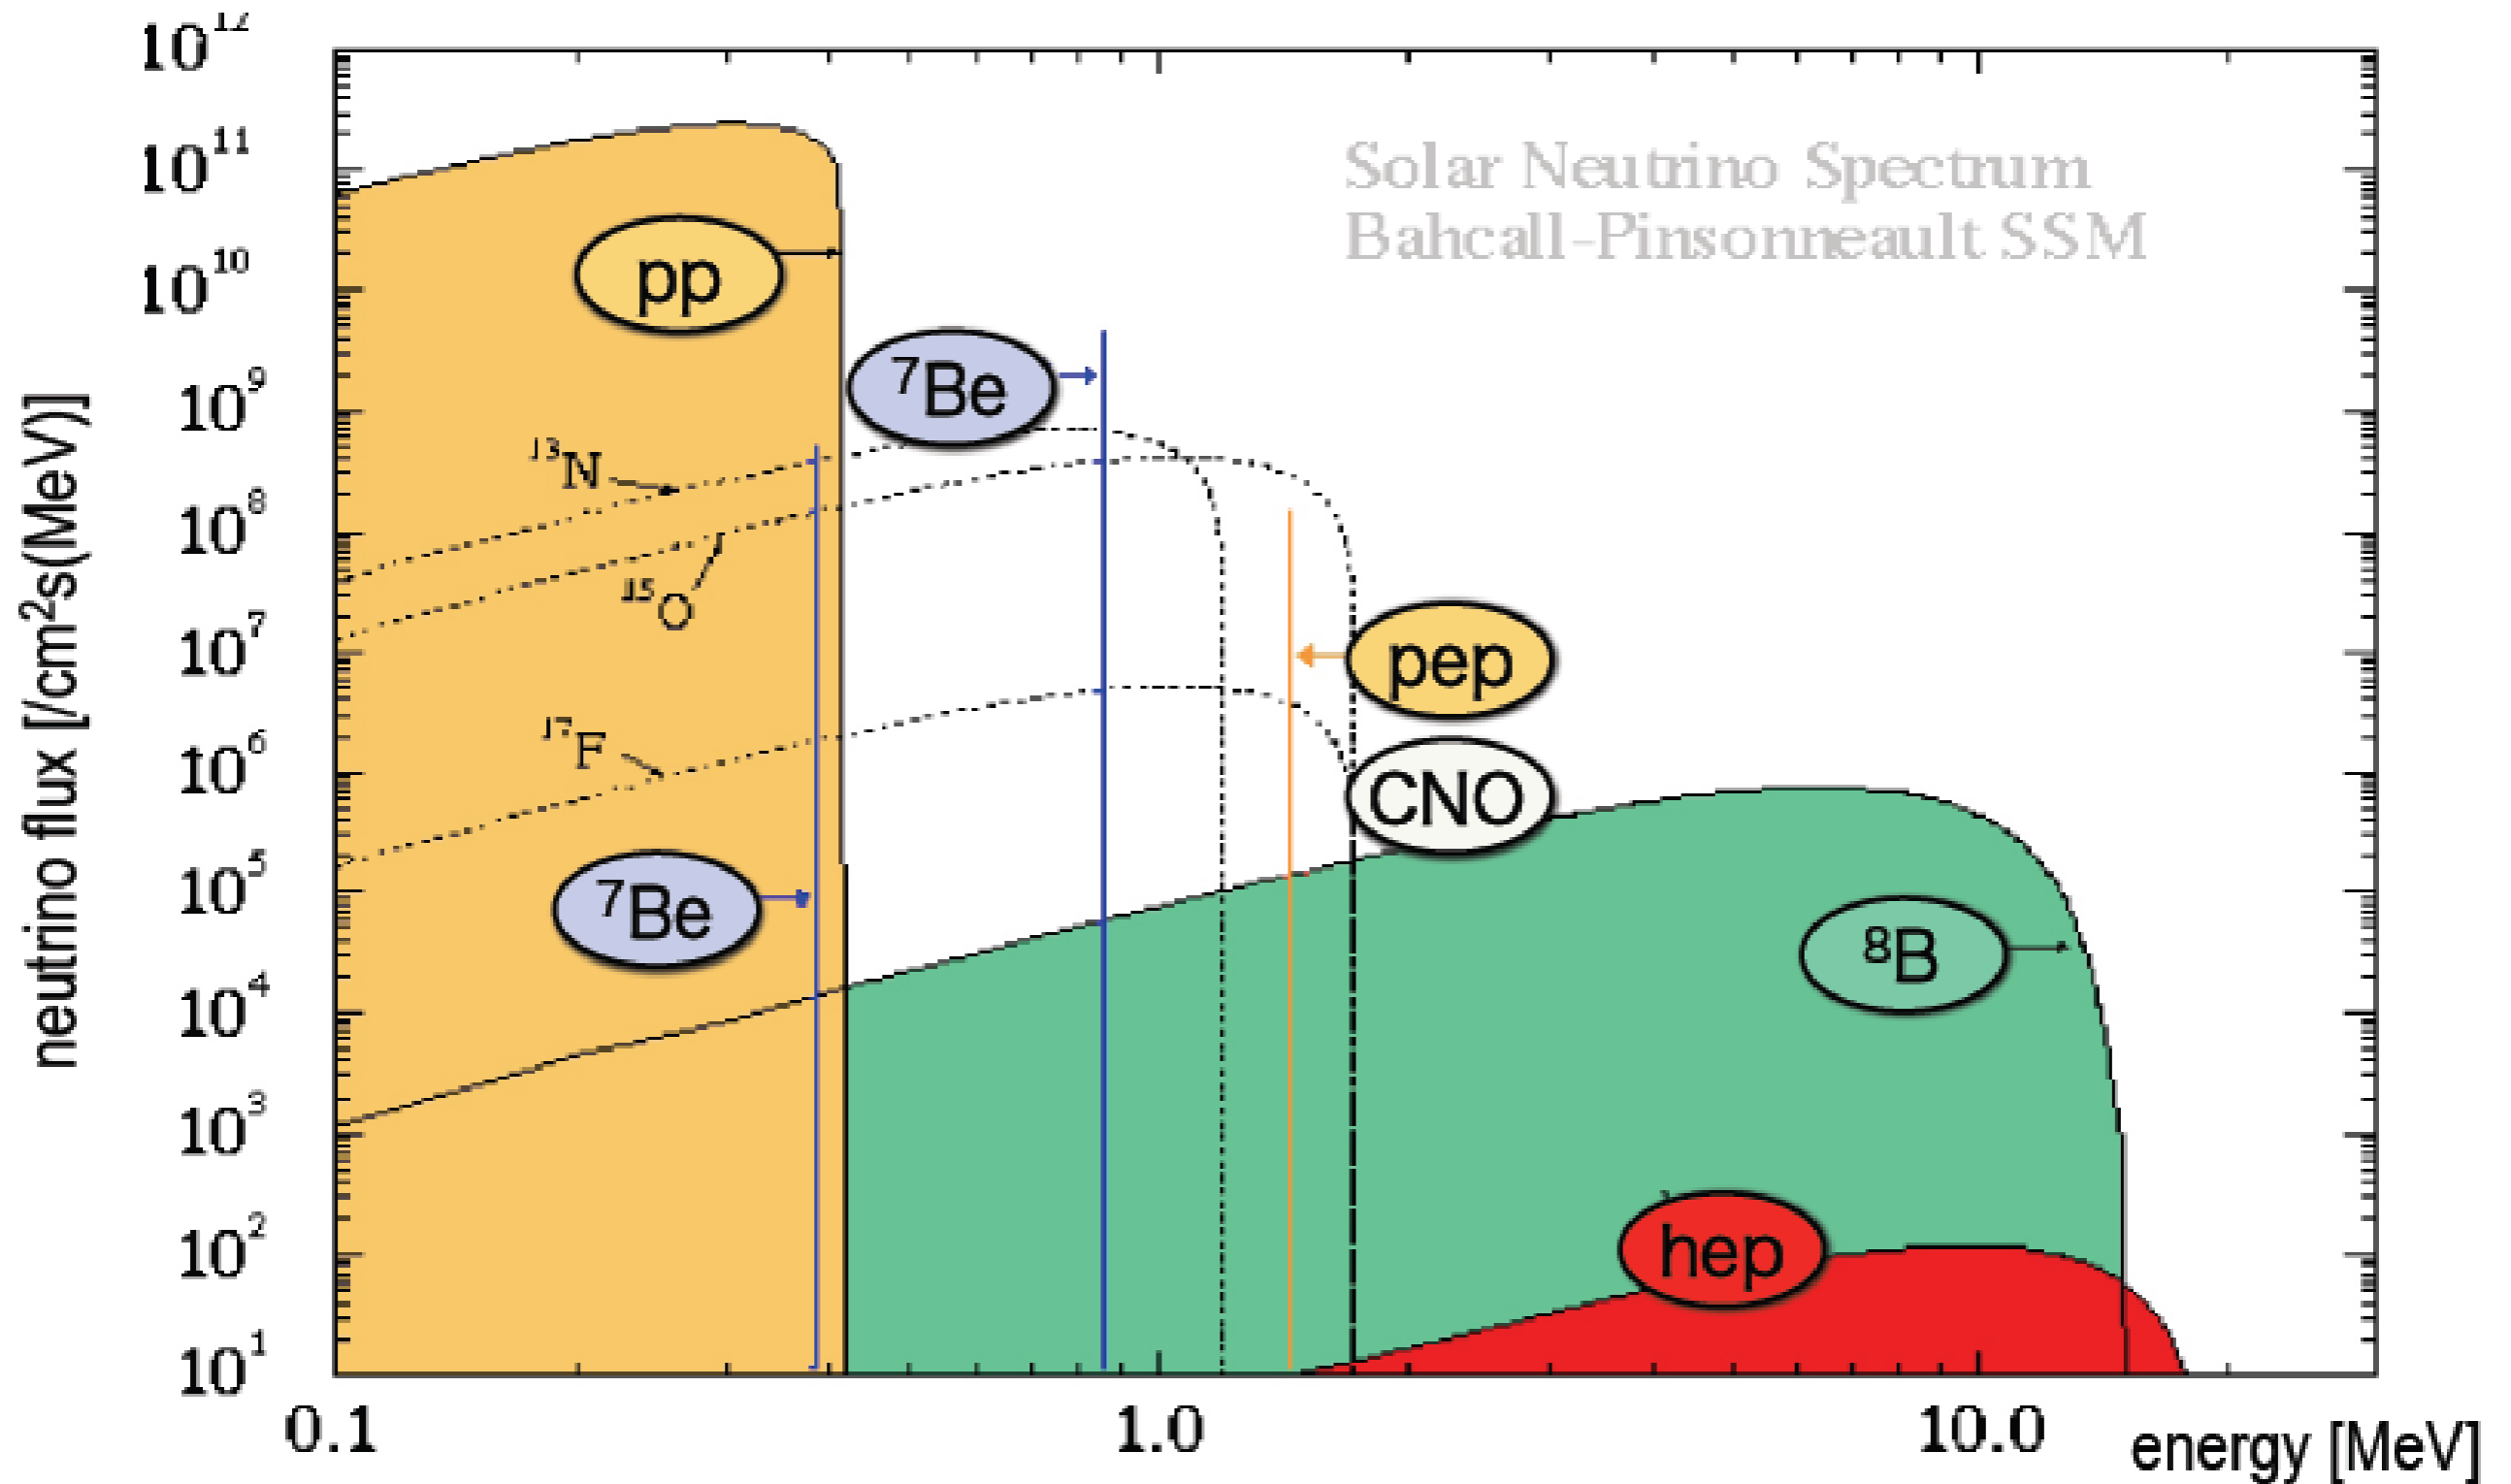 10¹²
10¹¹
10¹⁰
10⁹
10⁸
10⁷
10⁶
10⁵
10⁴
10³
10²
10¹
neutrino flux [/cm²s(MeV)]
Solar Neutrino Spectrum
Bahcall-Pinsonneault SSM
pp
⁷Be
¹³N
¹⁵O
pep
¹⁷F
CNO
⁷Be
⁸B
hep
0.1 1.0 10.0
energy [MeV]